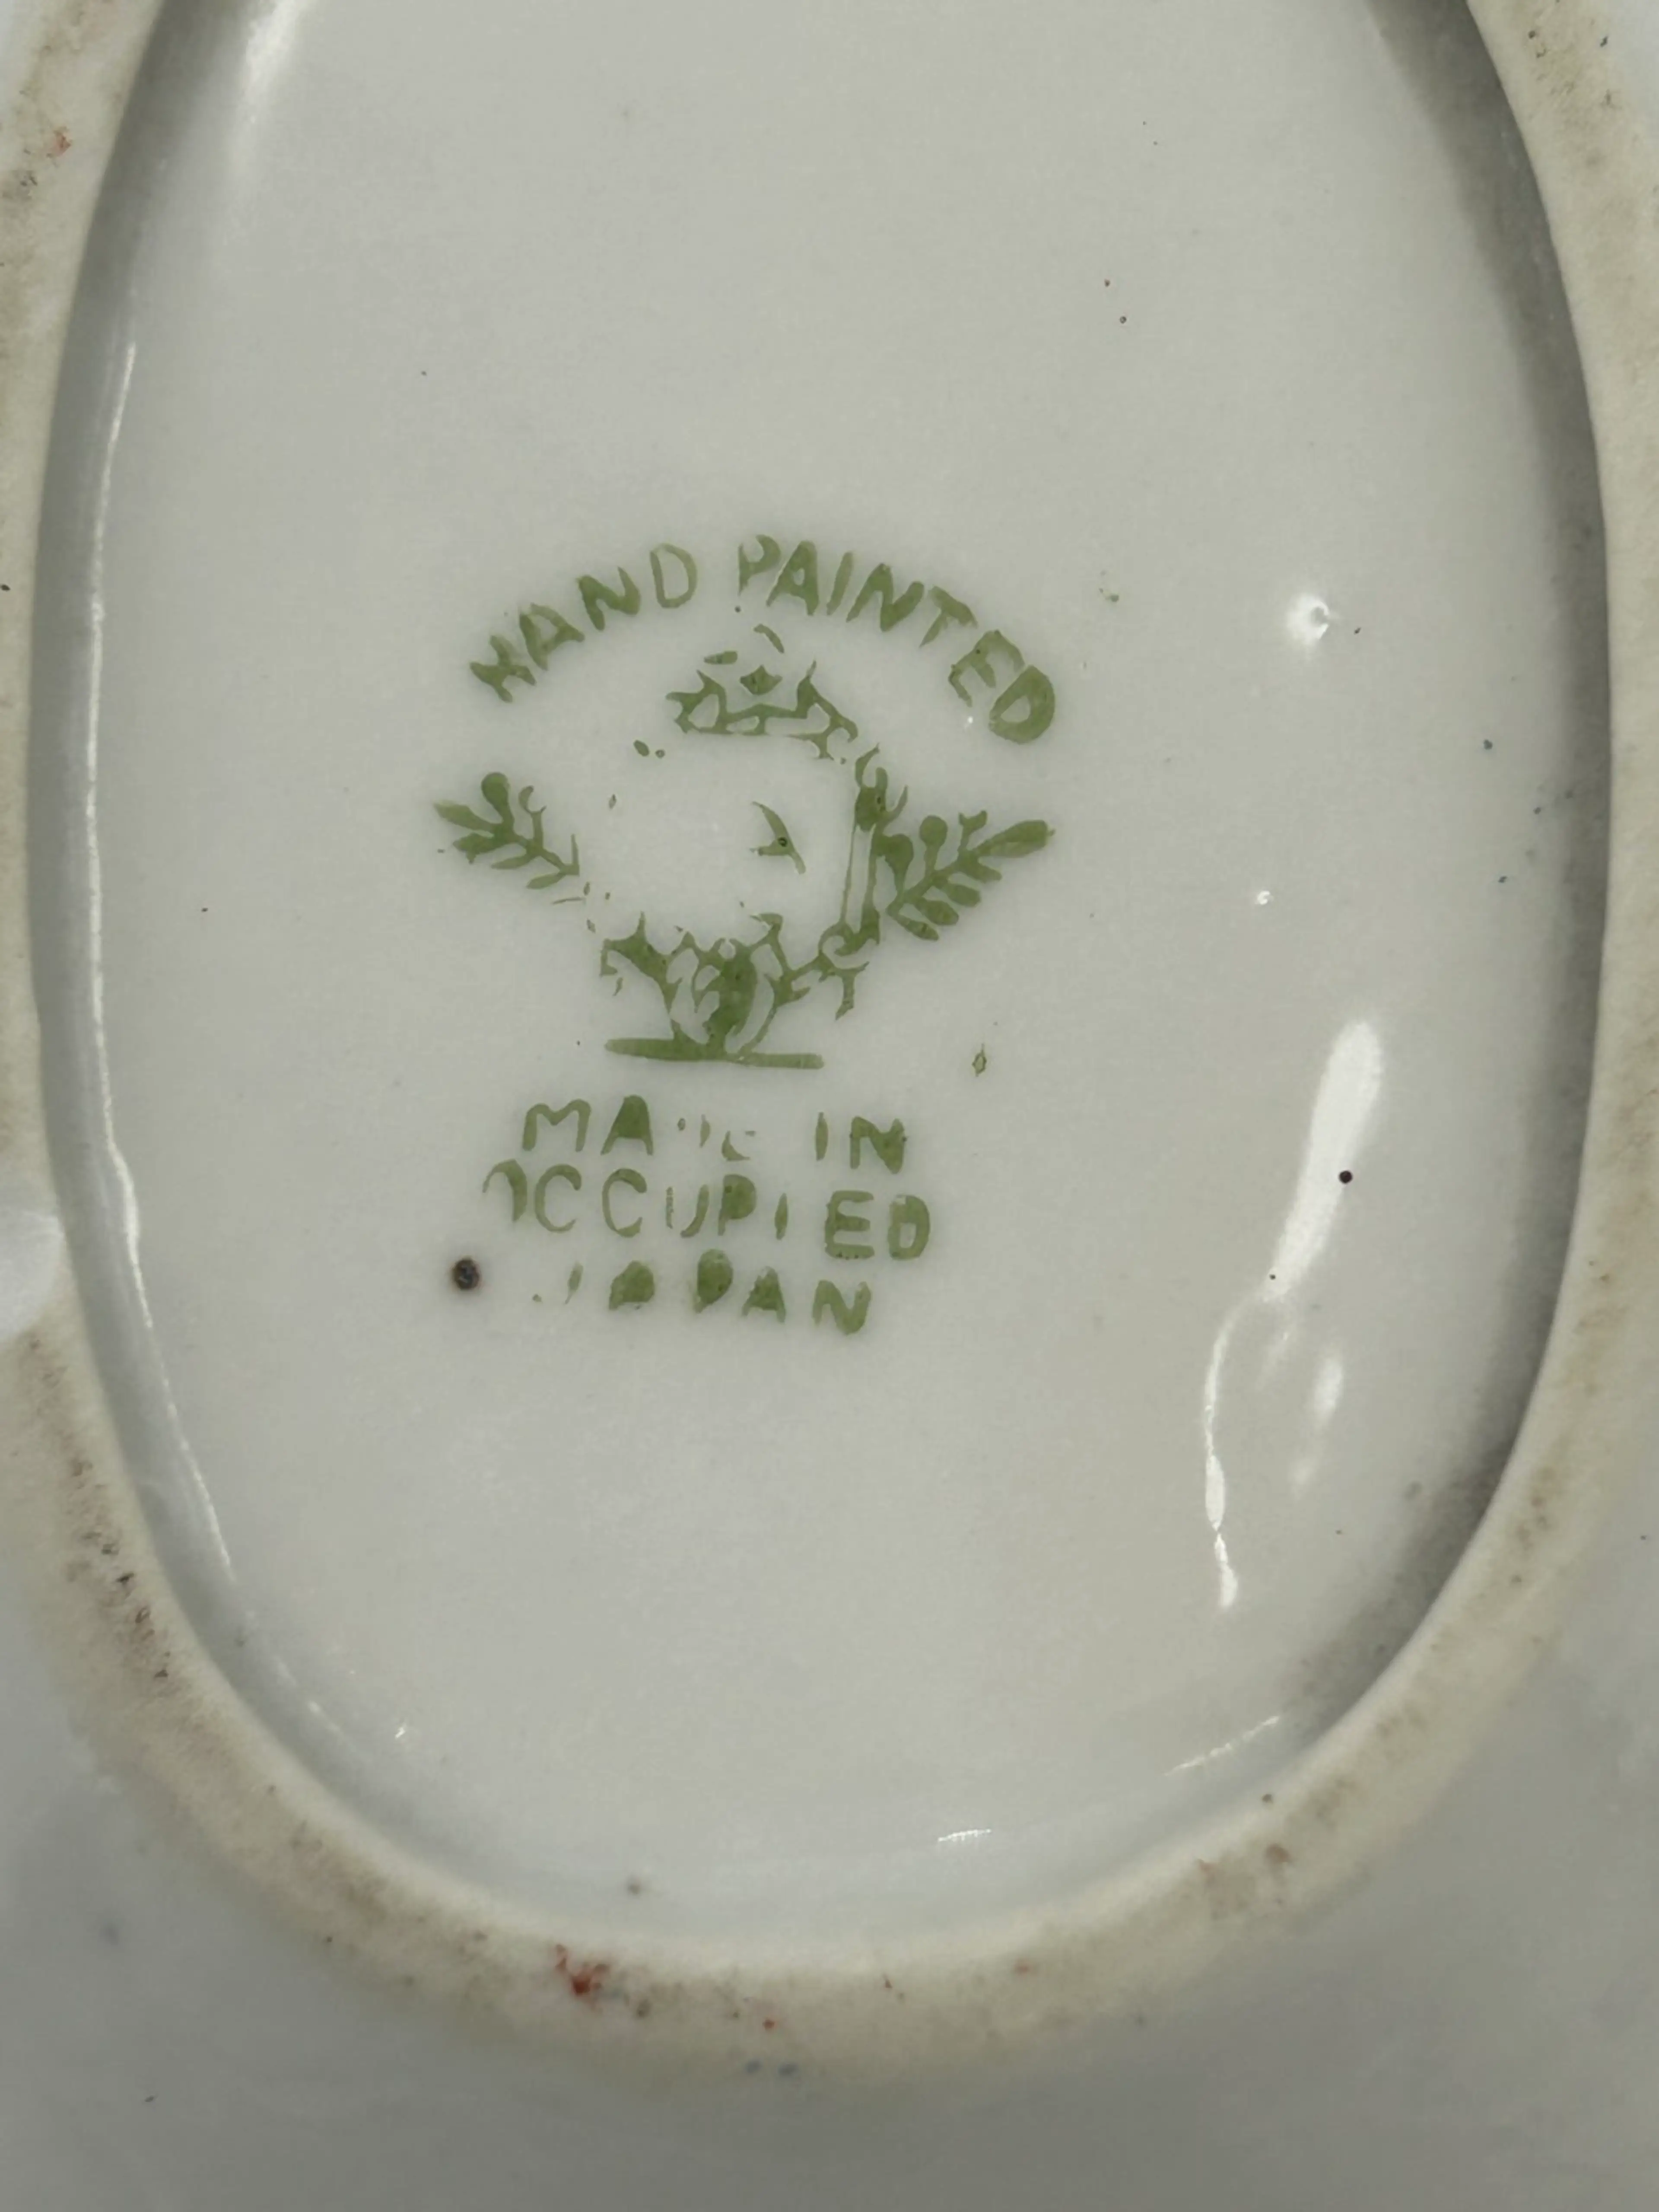 HAND PAINTED
MADE IN
OCCUPIED
JAPAN